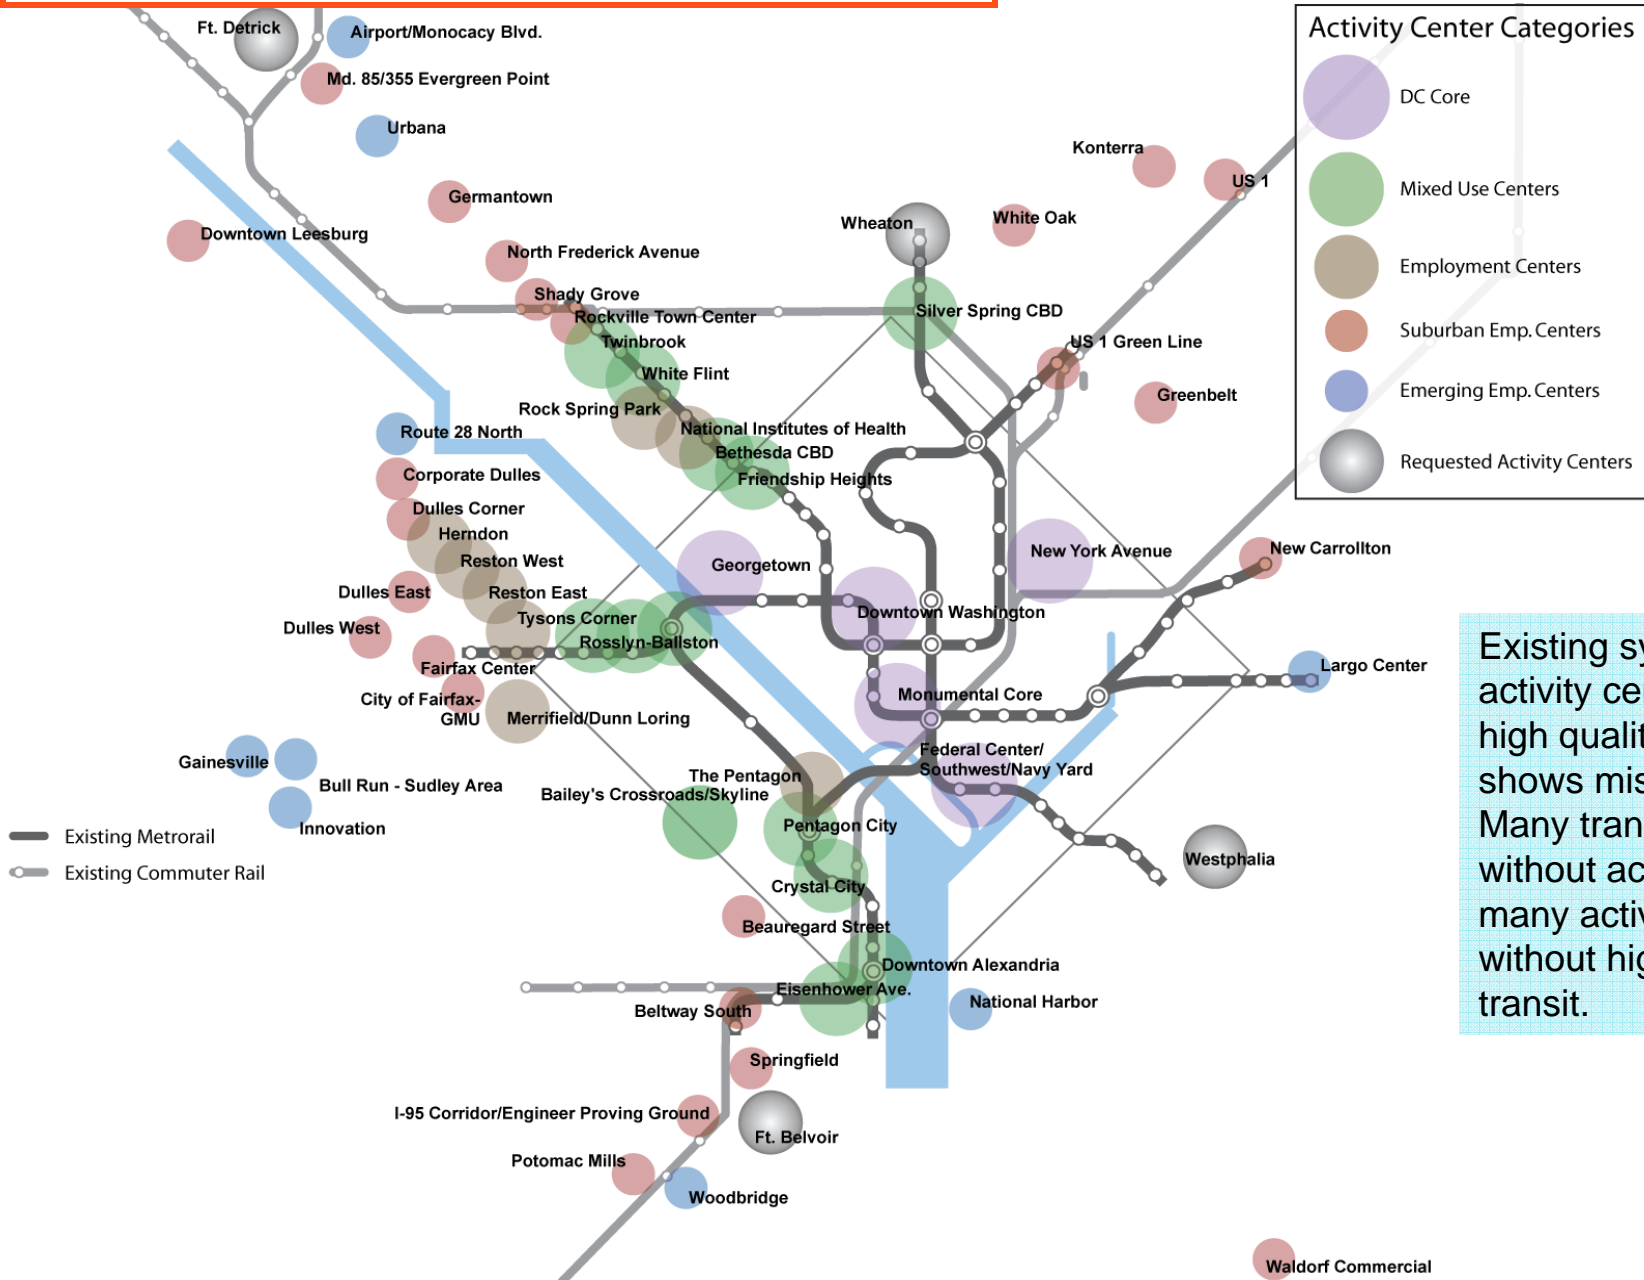 Ft. Detrick
Airport/Monocacy Blvd.
Md. 85/355 Evergreen Point
Urbana
Germantown
Downtown Leesburg
North Frederick Avenue
Shady Grove
Rockville Town Center
Twinbrook
White Flint
Rock Spring Park
National Institutes of Health
Bethesda CBD
Friendship Heights
Wheaton
Silver Spring CBD
White Oak
Konterra
US 1
US 1 Green Line
Greenbelt
Route 28 North
Corporate Dulles
Dulles Corner
Herndon
Reston West
Reston East
Dulles East
Dulles West
Tysons Corner
Rosslyn-Ballston
Fairfax Center
City of Fairfax-
GMU
Merrifield/Dunn Loring
Georgetown
New York Avenue
Downtown Washington
New Carrollton
Largo Center
Monumental Core
Federal Center/
Southwest/Navy Yard
Gainesville
Bull Run - Sudley Area
Innovation
The Pentagon
Bailey's Crossroads/Skyline
Pentagon City
Crystal City
Westphalia
Beauregard Street
Downtown Alexandria
Eisenhower Ave.
National Harbor
Beltway South
Springfield
I-95 Corridor/Engineer Proving Ground
Ft. Belvoir
Potomac Mills
Woodbridge
Waldorf Commercial
Existing Metrorail
Existing Commuter Rail
Activity Center Categories
DC Core
Mixed Use Centers
Employment Centers
Suburban Emp. Centers
Emerging Emp. Centers
Requested Activity Centers
Existing
activity
high
shows
Many
without
many
without
transit.